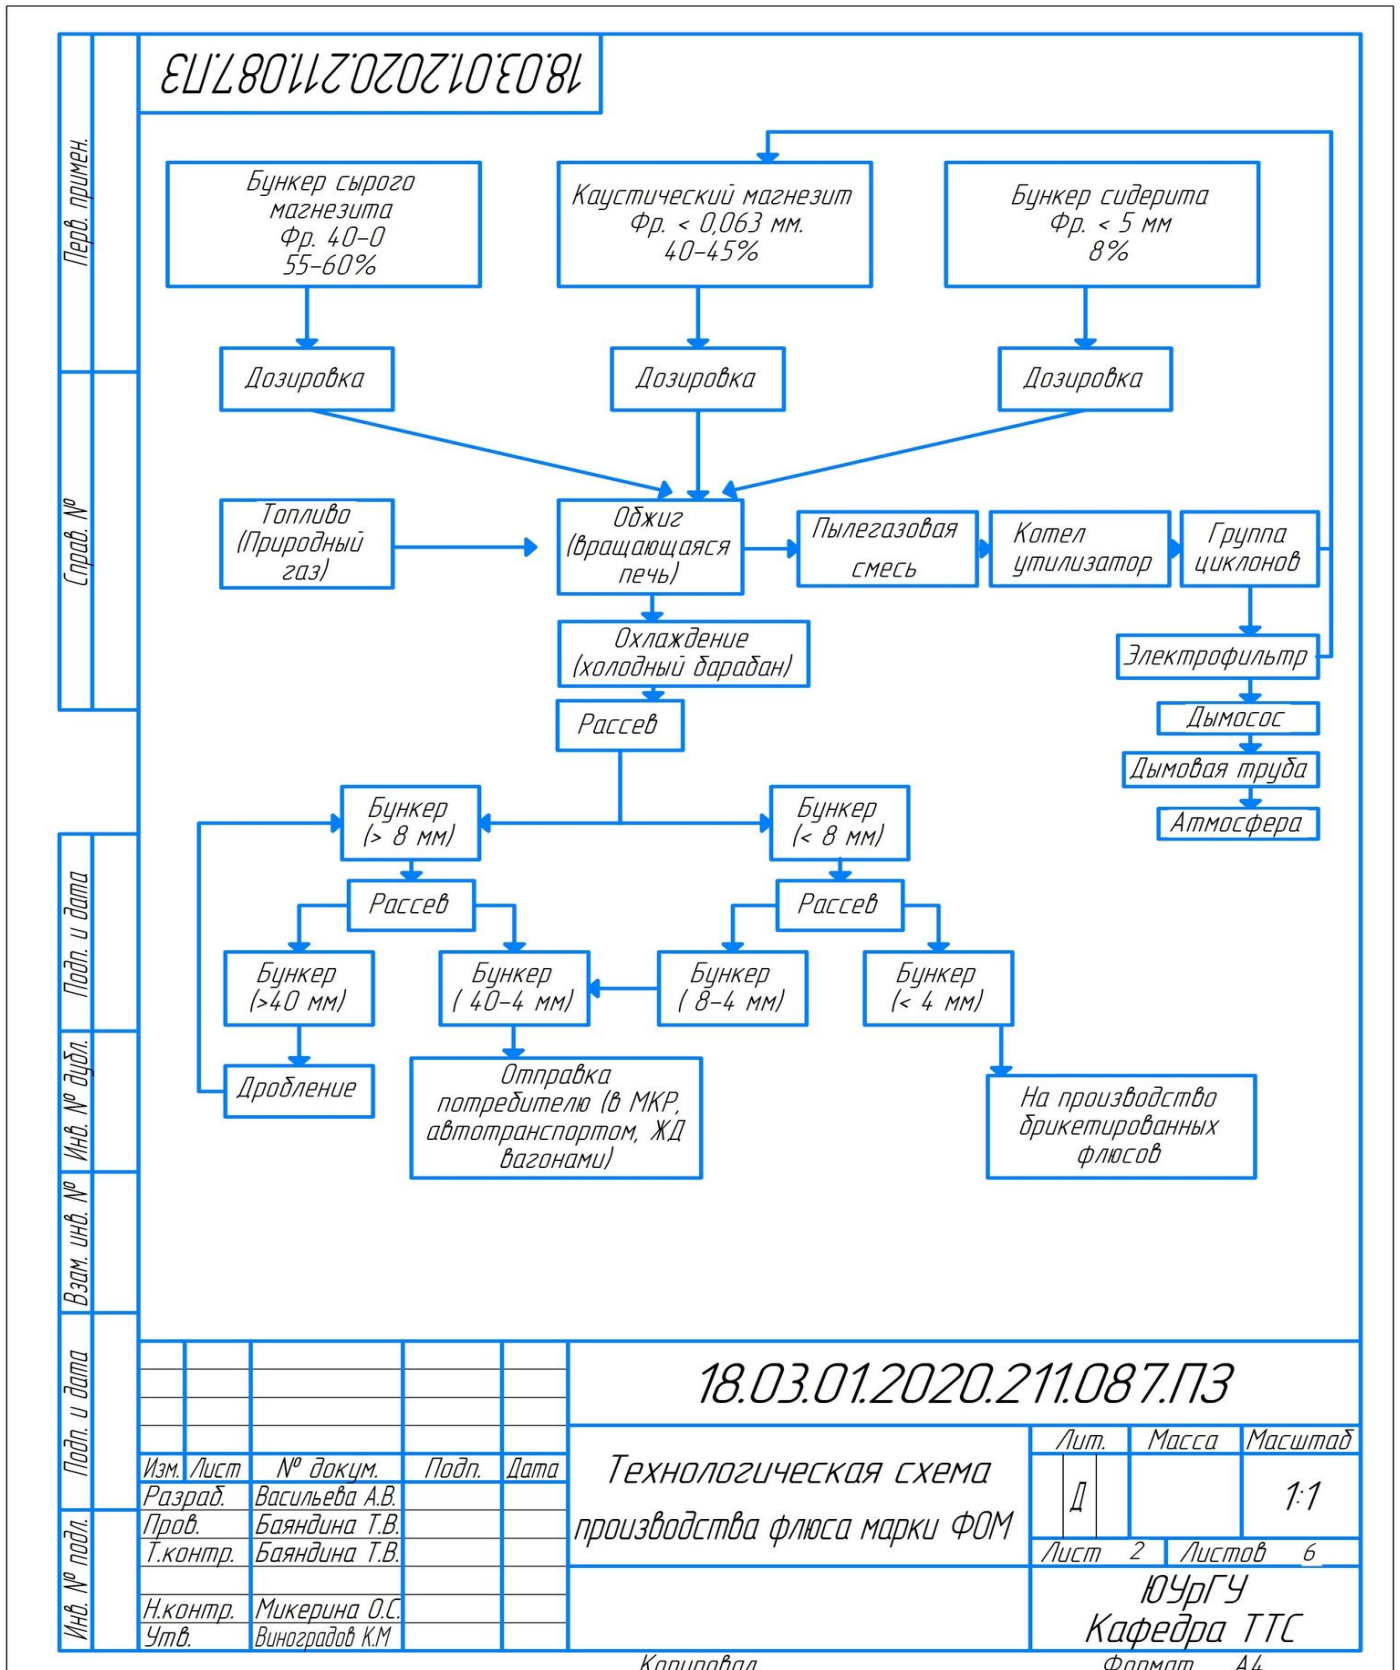 18.03.01.2020.211.087.ПЗ
Перв. примен.
Справ. №
Подп. и дата
Инв. № дубл.
Взам. инв. №
Подп. и дата
Инв. № подл.
Бункер сырого
магнезита
Фр. 40-0
55-60%
Каустический магнезит
Фр. < 0,063 мм.
40-45%
Бункер сидерита
Фр. < 5 мм
8%
Дозировка
Дозировка
Дозировка
Топливо
(Природный
газ)
Обжиг
(вращающаяся
печь)
Пылегазовая
смесь
Котел
утилизатор
Группа
циклонов
Охлаждение
(холодный барабан)
Электрофильтр
Рассев
Дымосос
Дымовая труба
Атмосфера
Бункер
(> 8 мм)
Бункер
(< 8 мм)
Рассев
Рассев
Бункер
(>40 мм)
Бункер
( 40-4 мм)
Бункер
( 8-4 мм)
Бункер
(< 4 мм)
Дробление
Отправка
потребителю (в МКР,
автотранспортом, ЖД
вагонами)
На производство
брикетированных
флюсов
18.03.01.2020.211.087.ПЗ
Изм. Лист № докум. Подп. Дата
Разраб. Васильева А.В.
Пров. Баяндина Т.В.
Т.контр. Баяндина Т.В.
Н.контр. Микерина О.С.
Утв. Виноградов К.М
Технологическая схема
производства флюса марки ФОМ
Лит. Масса Масштаб
Д 1:1
Лист 2 Листов 6
ЮУрГУ
Кафедра ТТС
Копировал Формат А4